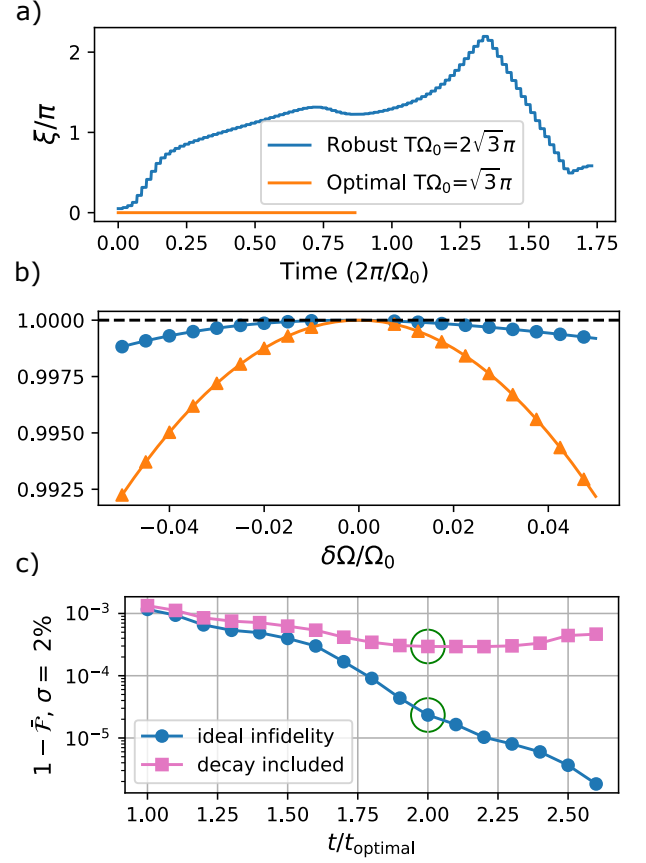 a)
ξ/π
2
1
0
Robust TΩ₀=2√3π
Optimal TΩ₀=√3π
0.00 0.25 0.50 0.75 1.00 1.25 1.50 1.75
Time (2π/Ω₀)
b)
1.0000
0.9975
0.9950
0.9925
−0.04 −0.02 0.00 0.02 0.04
δΩ/Ω₀
c)
1 − ℱ̄, σ = 2%
10⁻³
10⁻⁴
10⁻⁵
ideal infidelity
decay included
1.00 1.25 1.50 1.75 2.00 2.25 2.50
t/t_optimal